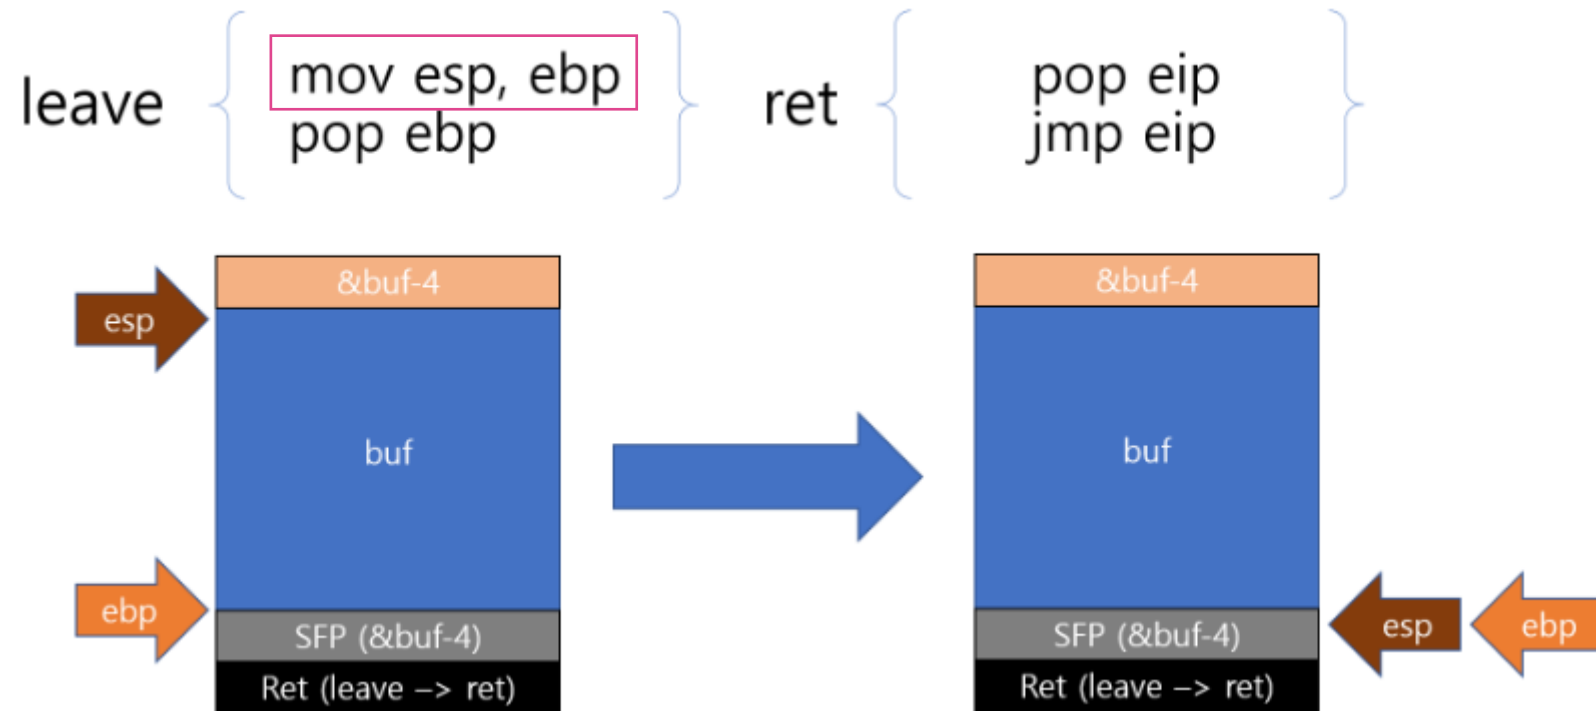 leave
mov esp, ebp
pop ebp
ret
pop eip
jmp eip
&buf-4
esp
buf
ebp
SFP (&buf-4)
Ret (leave –> ret)
&buf-4
buf
SFP (&buf-4)
esp
ebp
Ret (leave –> ret)